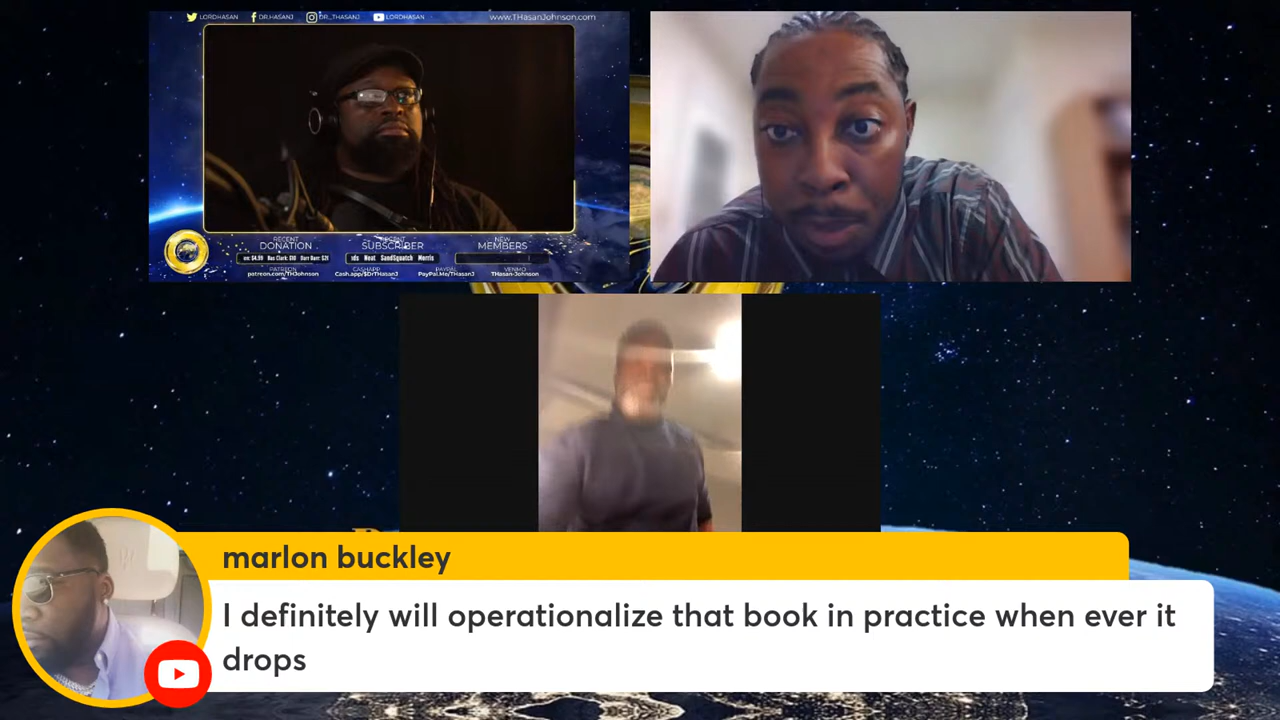 LORDHASAN DR.HASANJ DR_THASANJ LORDHASAN www.THasanJohnson.com
RECENT
DONATION
SUBSCRIBER
NEW
MEMBERS
PATREON
patreon.com/THJohnson
CASHAPP
Cash.app/$DrTHasanJ
PAYPAL
PayPal.Me/THasanJ
VENMO
THasan-Johnson
marlon buckley
I definitely will operationalize that book in practice when ever it
drops